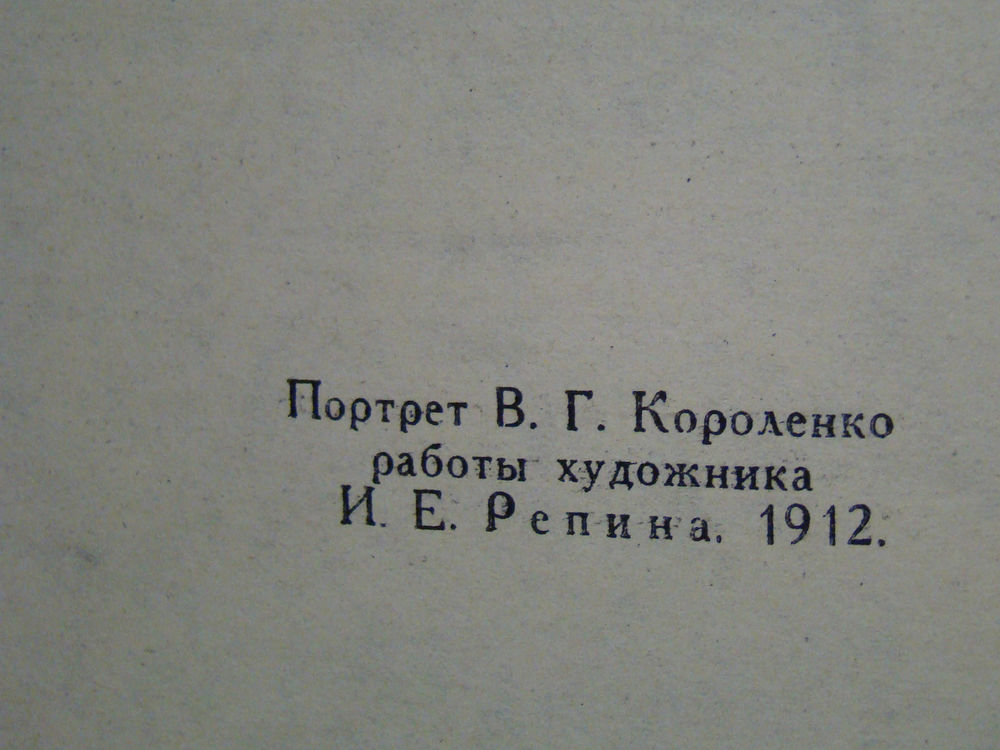 Портрет В. Г. Короленко
работы художника
И. Е. Репина. 1912.